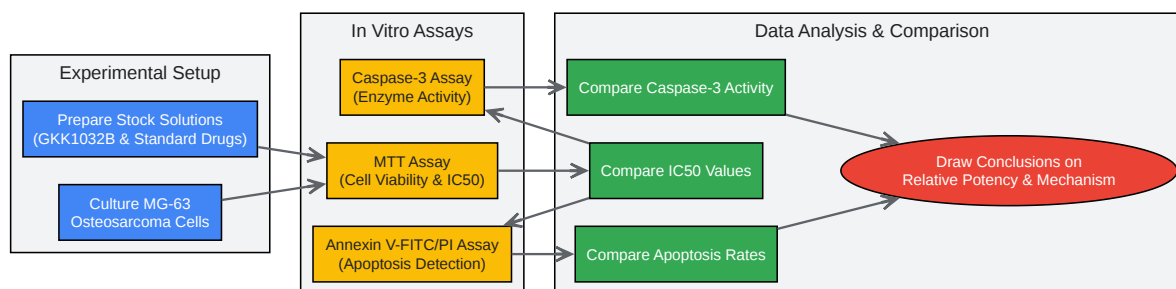 Experimental Setup
Prepare Stock Solutions
(GKK1032B & Standard Drugs)
Culture MG-63
Osteosarcoma Cells
In Vitro Assays
Caspase-3 Assay
(Enzyme Activity)
MTT Assay
(Cell Viability & IC50)
Annexin V-FITC/PI Assay
(Apoptosis Detection)
Data Analysis & Comparison
Compare Caspase-3 Activity
Compare IC50 Values
Compare Apoptosis Rates
Draw Conclusions on
Relative Potency & Mechanism